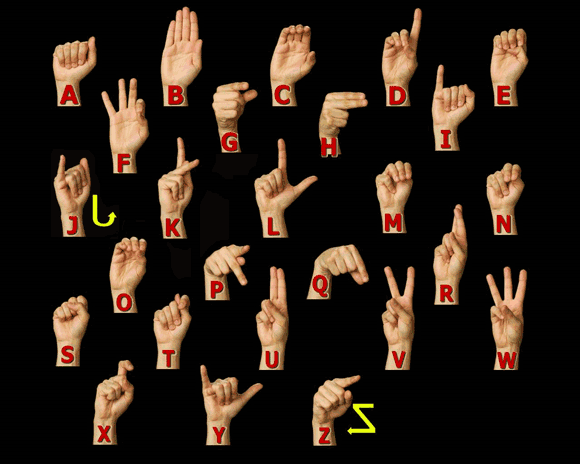 A B C D E
F G H I
J K L M N
O P Q R
S T U V W
X Y Z